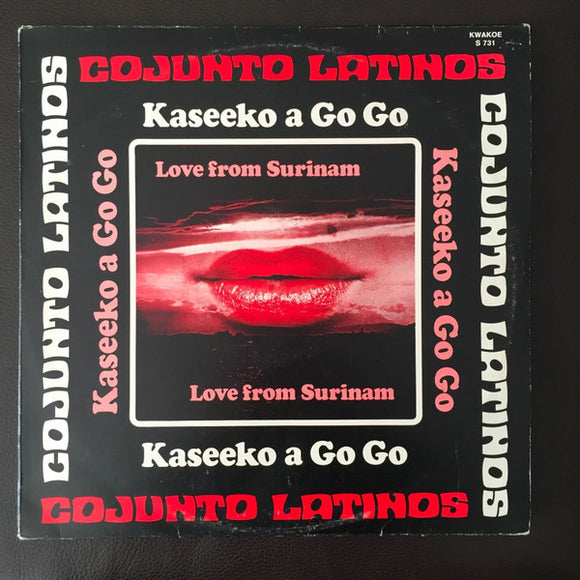 KWAKOE
S 731
COJUNTO LATINOS
Kaseeko a Go Go
COJUNTO LATINOS
Kaseeko a Go Go
Love from Surinam
Love from Surinam
Kaseeko a Go Go
COJUNTO LATINOS
Kaseeko a Go Go
COJUNTO LATINOS